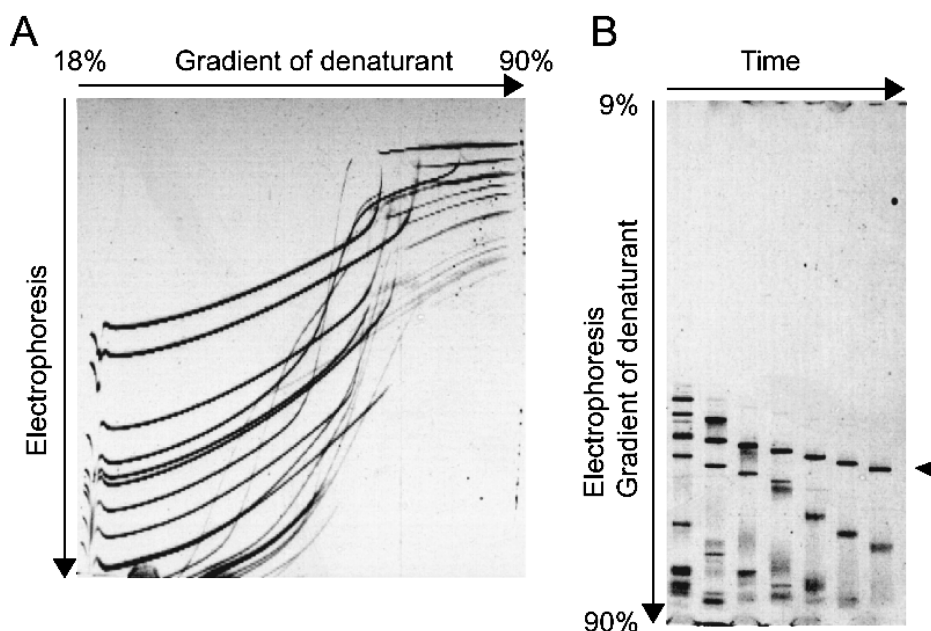 A
18%
Gradient of denaturant
90%
Electrophoresis
B
Time
9%
Electrophoresis
Gradient of denaturant
90%